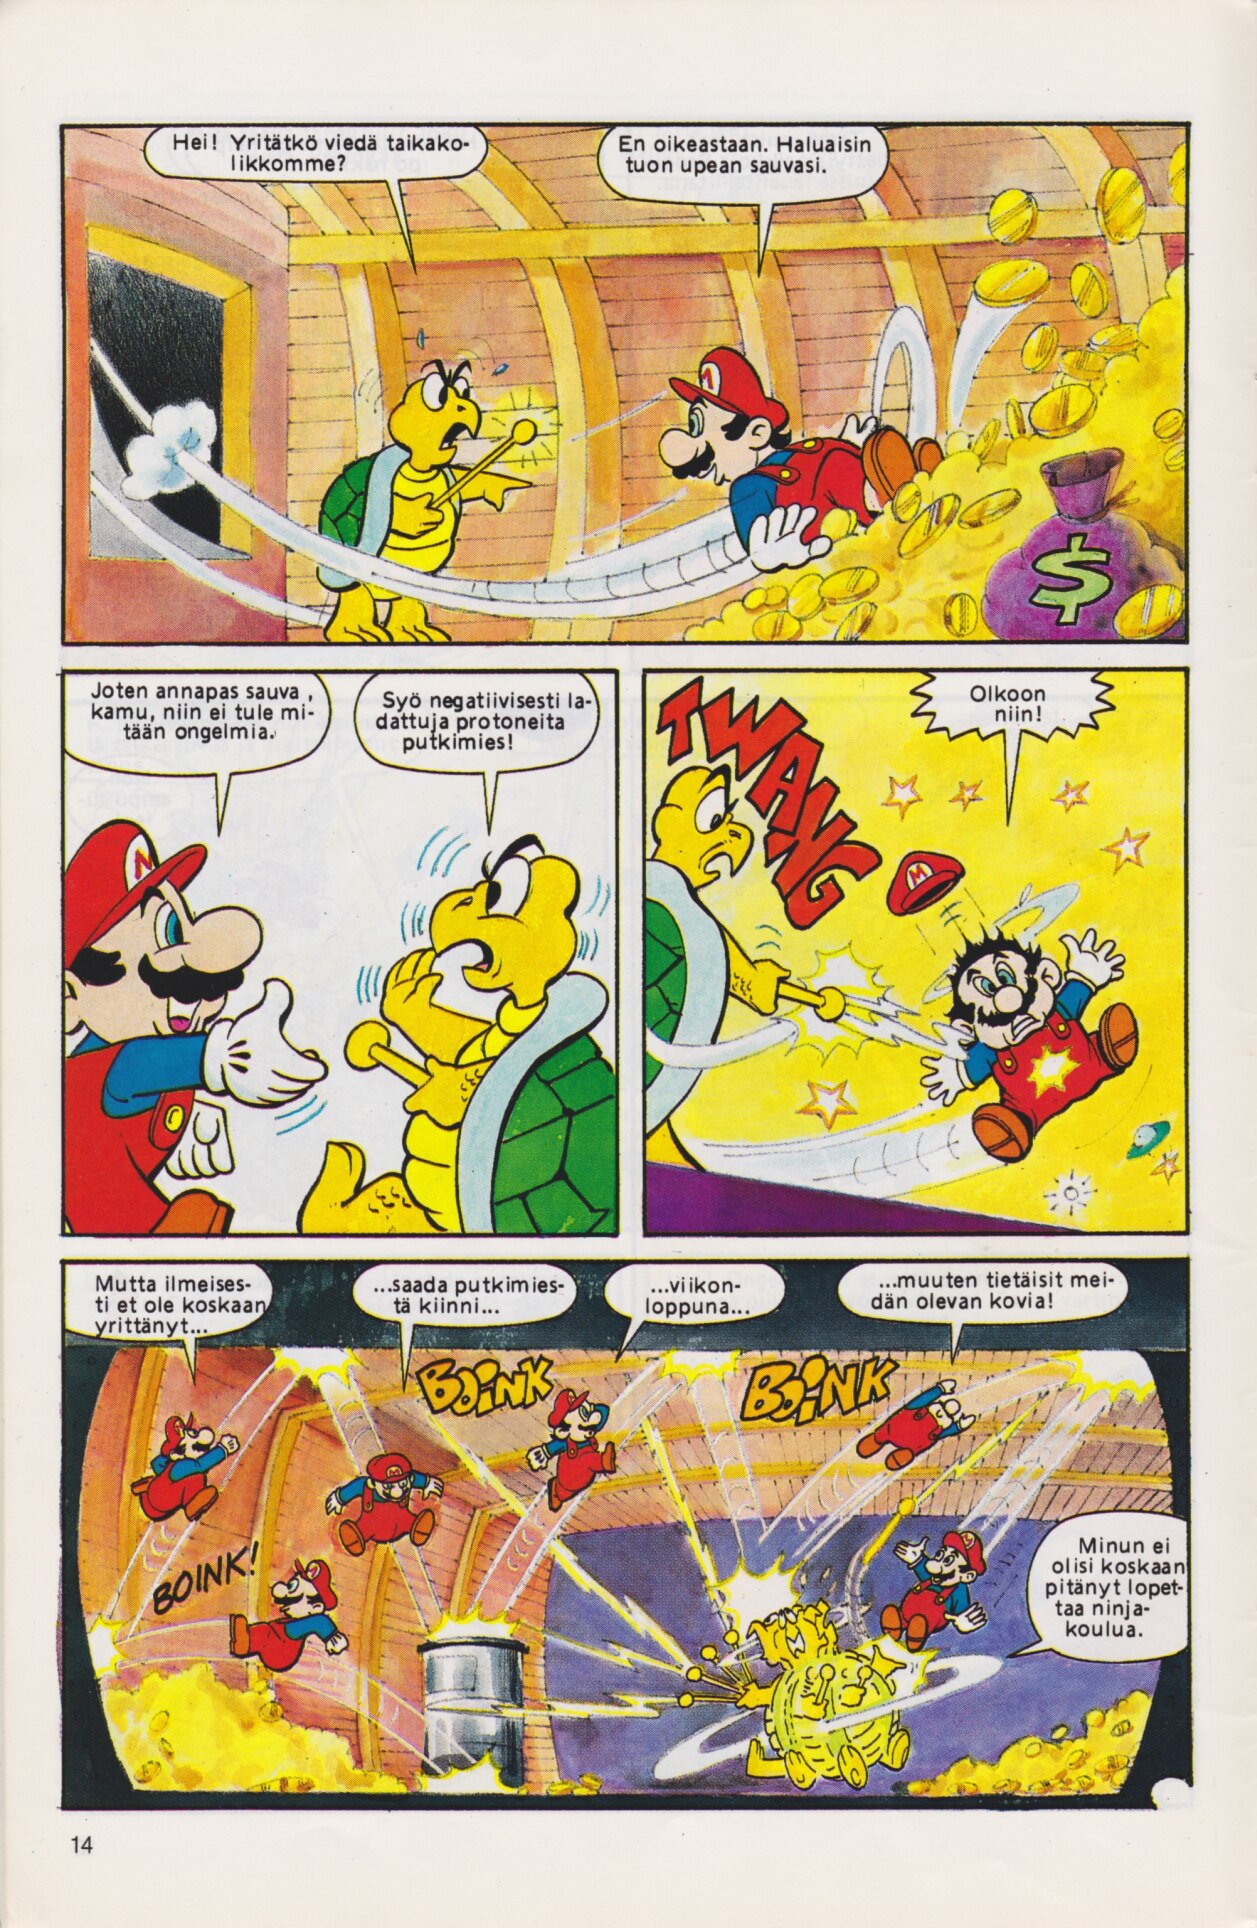 Hei! Yritätkö viedä taikako-
likkomme?
En oikeastaan. Haluaisin
tuon upean sauvasi.
M
$
Joten annapas sauva,
kamu, niin ei tule mi-
tään ongelmia.
Syö negatiivisesti la-
dattuja protoneita
putkimies!
M
TWANG
Olkoon
niin!
M
Mutta ilmeises-
ti et ole koskaan
yrittänyt...
...saada putkimies-
tä kiinni...
...viikon-
loppuna...
...muuten tietäisit mei-
dän olevan kovia!
BOINK
BOINK
BOINK!
Minun ei
olisi koskaan
pitänyt lopet-
taa ninja-
koulua.
14